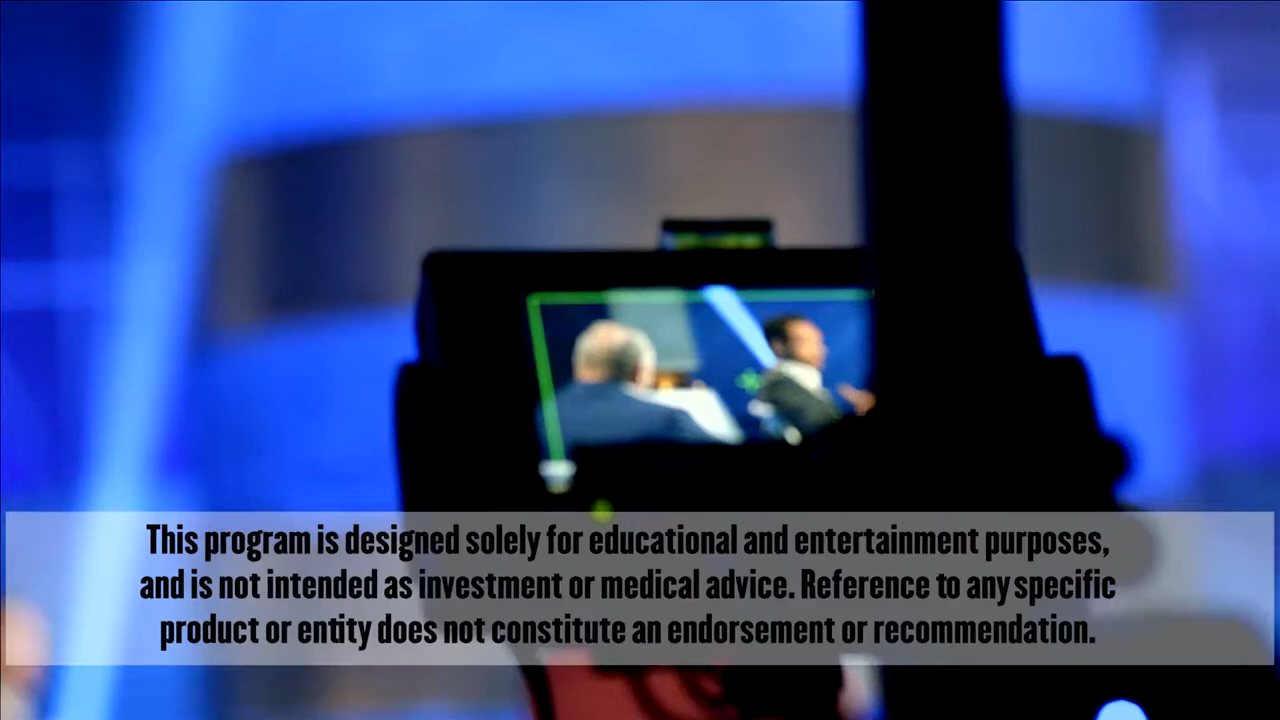 This program is designed solely for educational and entertainment purposes,
and is not intended as investment or medical advice. Reference to any specific
product or entity does not constitute an endorsement or recommendation.